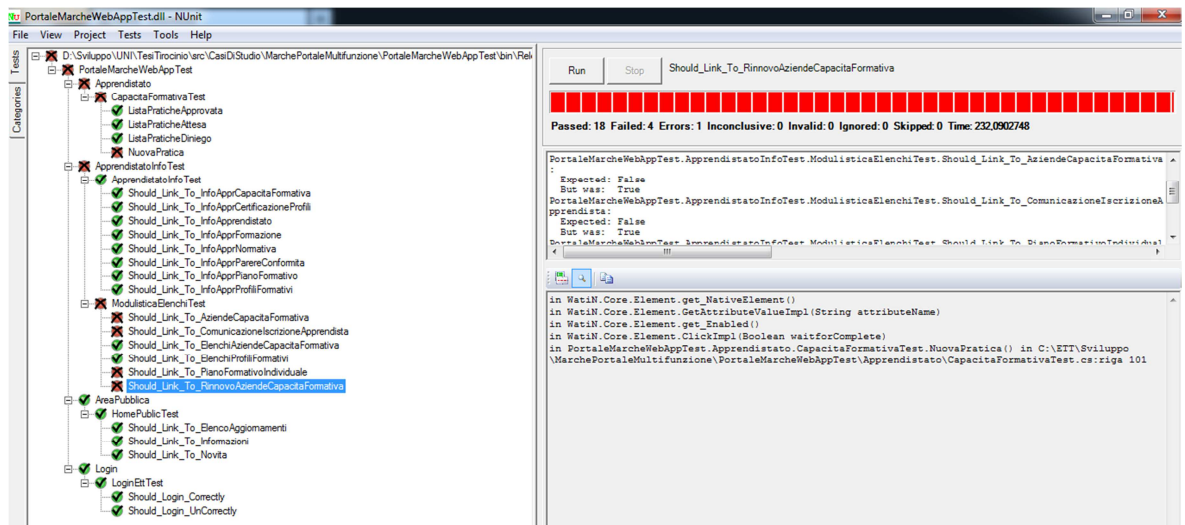 Nu PortaleMarcheWebAppTest.dll - NUnit
File View Project Tests Tools Help
Tests
Categories
D:\Sviluppo\UNI\TesiTirocinio\src\CasiDiStudio\MarchePortaleMultifunzione\PortaleMarcheWebAppTest\bin\Rele
PortaleMarcheWebAppTest
Apprendistato
CapacitaFormativaTest
ListaPraticheApprovata
ListaPraticheAttesa
ListaPraticheDiniego
NuovaPratica
ApprendistatoInfoTest
ApprendistatoInfoTest
Should_Link_To_InfoApprCapacitaFormativa
Should_Link_To_InfoApprCertificazioneProfili
Should_Link_To_InfoApprendistato
Should_Link_To_InfoApprFormazione
Should_Link_To_InfoApprNormativa
Should_Link_To_InfoApprParereConformita
Should_Link_To_InfoApprPianoFormativo
Should_Link_To_InfoApprProfiliFormativi
ModulisticaElenchiTest
Should_Link_To_AziendeCapacitaFormativa
Should_Link_To_ComunicazioneIscrizioneApprendista
Should_Link_To_ElenchiAziendeCapacitaFormativa
Should_Link_To_ElenchiProfiliFormativi
Should_Link_To_PianoFormativoIndividuale
Should_Link_To_RinnovoAziendeCapacitaFormativa
AreaPubblica
HomePublicTest
Should_Link_To_ElencoAggiornamenti
Should_Link_To_Informazioni
Should_Link_To_Novita
Login
LoginEttTest
Should_Login_Correctly
Should_Login_UnCorrectly
Run Stop Should_Link_To_RinnovoAziendeCapacitaFormativa
Passed: 18 Failed: 4 Errors: 1 Inconclusive: 0 Invalid: 0 Ignored: 0 Skipped: 0 Time: 232,0902748
PortaleMarcheWebAppTest.ApprendistatoInfoTest.ModulisticaElenchiTest.Should_Link_To_AziendeCapacitaFormativa
:
Expected: False
But was: True
PortaleMarcheWebAppTest.ApprendistatoInfoTest.ModulisticaElenchiTest.Should_Link_To_ComunicazioneIscrizioneA
pprendista:
Expected: False
But was: True
PortaleMarcheWebAppTest.ApprendistatoInfoTest.ModulisticaElenchiTest.Should_Link_To_PianoFormativoIndividual
in WatiN.Core.Element.get_NativeElement()
in WatiN.Core.Element.GetAttributeValueImpl(String attributeName)
in WatiN.Core.Element.get_Enabled()
in WatiN.Core.Element.ClickImpl(Boolean waitforComplete)
in PortaleMarcheWebAppTest.Apprendistato.CapacitaFormativaTest.NuovaPratica() in C:\ETT\Sviluppo
\MarchePortaleMultifunzione\PortaleMarcheWebAppTest\Apprendistato\CapacitaFormativaTest.cs:riga 101